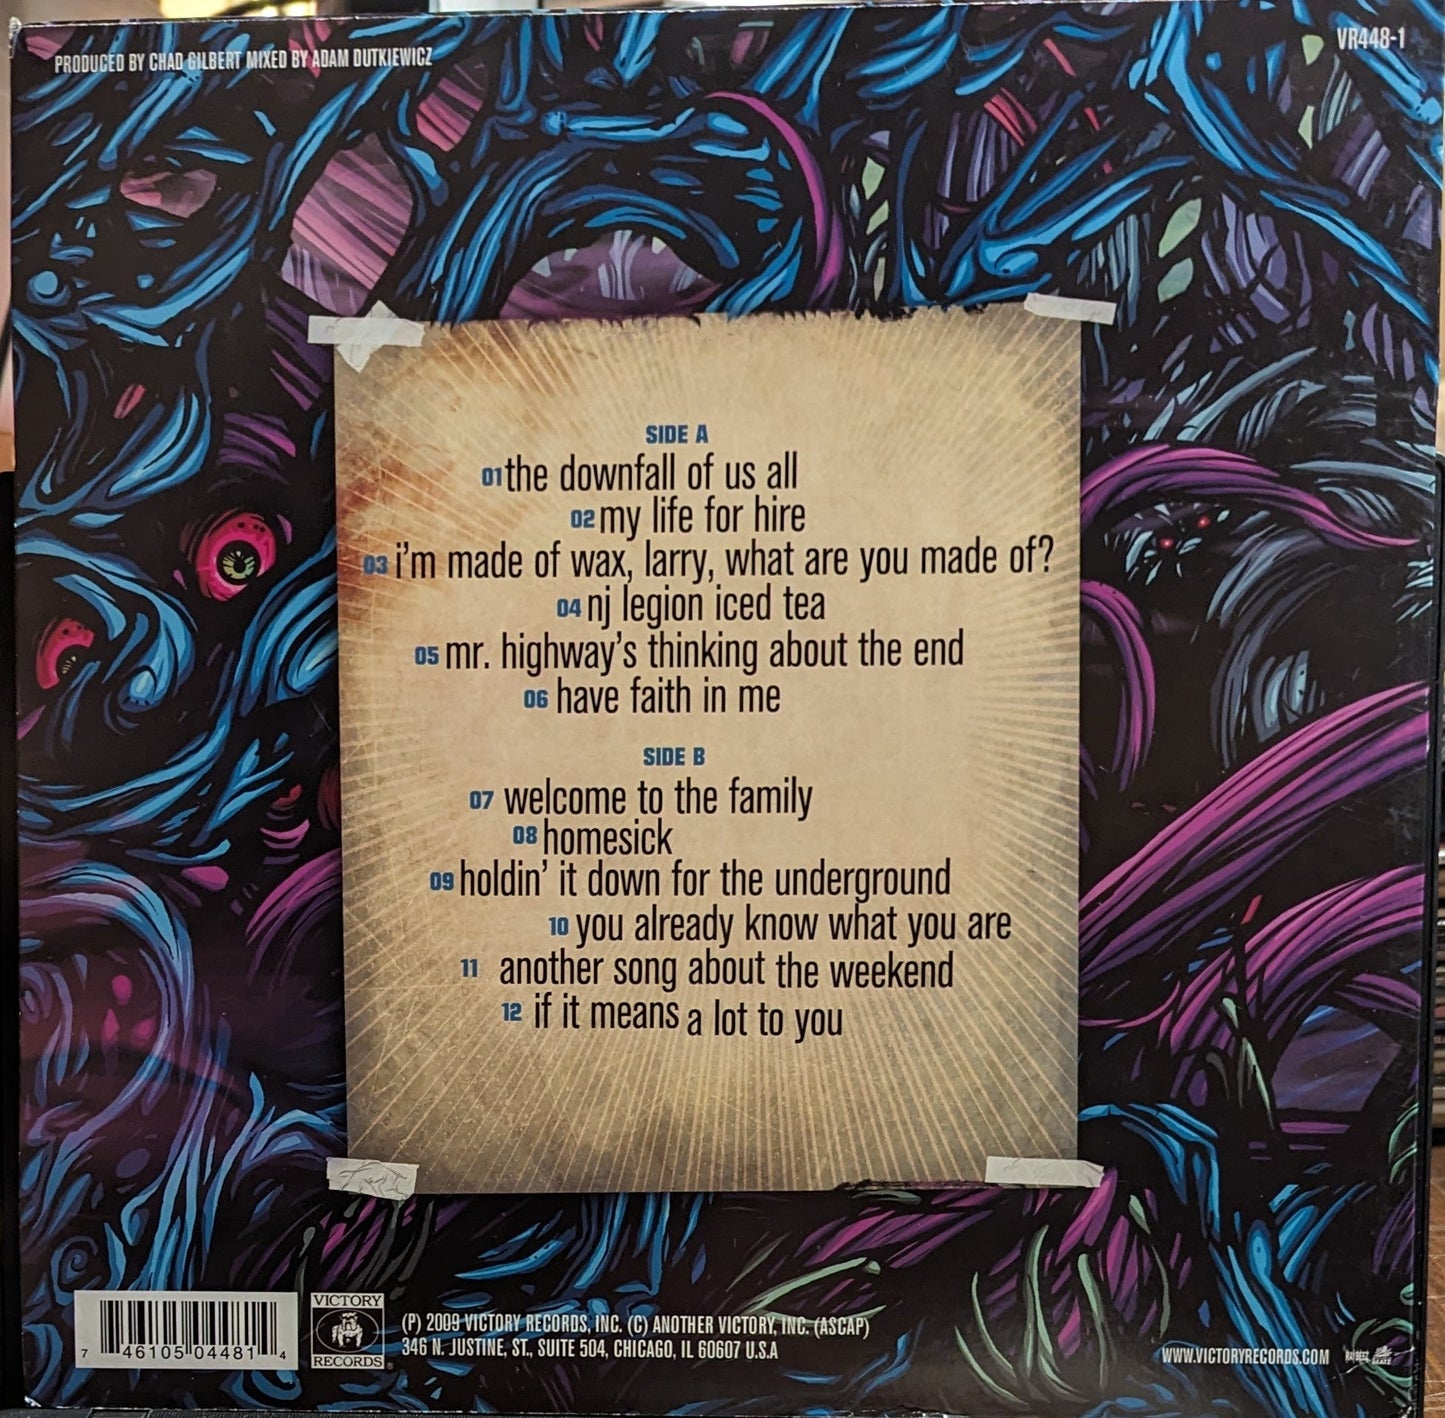 PRODUCED BY CHAD GILBERT MIXED BY ADAM DUTKIEWICZ
VR448-1
SIDE A
01 the downfall of us all
02 my life for hire
03 i'm made of wax, larry, what are you made of?
04 nj legion iced tea
05 mr. highway's thinking about the end
06 have faith in me
SIDE B
07 welcome to the family
08 homesick
09 holdin' it down for the underground
10 you already know what you are
11 another song about the weekend
12 if it means a lot to you
7 46105 04481 4
VICTORY
RECORDS
(P) 2009 VICTORY RECORDS, INC. (C) ANOTHER VICTORY, INC. (ASCAP)
346 N. JUSTINE, ST., SUITE 504, CHICAGO, IL 60607 U.S.A
WWW.VICTORYRECORDS.COM